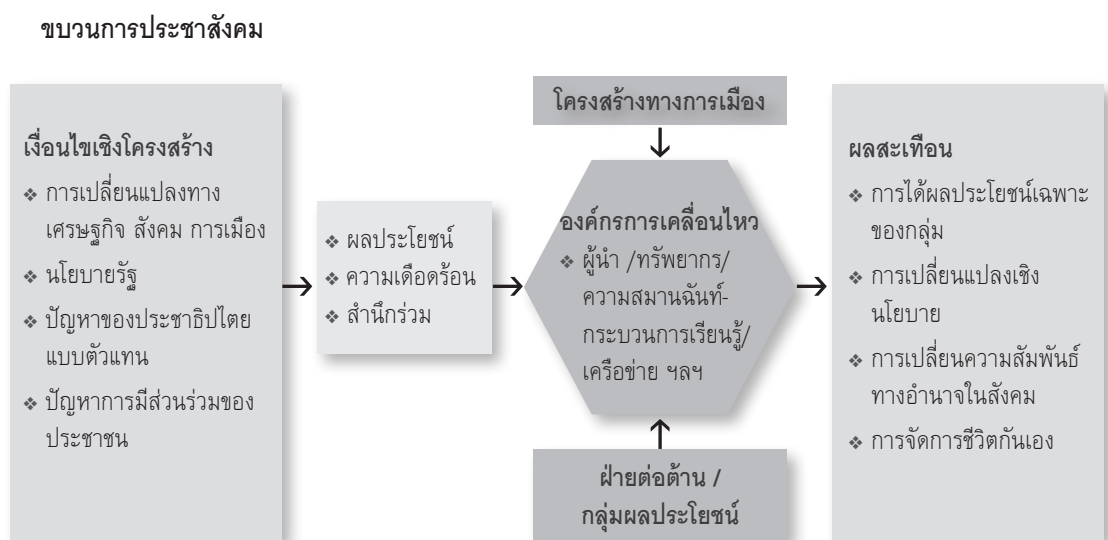 ขบวนการประชาสังคม
เงื่อนไขเชิงโครงสร้าง
❖ การเปลี่ยนแปลงทาง
เศรษฐกิจ สังคม การเมือง
❖ นโยบายรัฐ
❖ ปัญหาของประชาธิปไตย
แบบตัวแทน
❖ ปัญหาการมีส่วนร่วมของ
ประชาชน
❖ ผลประโยชน์
❖ ความเดือดร้อน
❖ สำนึกร่วม
โครงสร้างทางการเมือง
องค์กรการเคลื่อนไหว
❖ ผู้นำ /ทรัพยากร/
ความสมานฉันท์-
กระบวนการเรียนรู้/
เครือข่าย ฯลฯ
ฝ่ายต่อต้าน /
กลุ่มผลประโยชน์
ผลสะเทือน
❖ การได้ผลประโยชน์เฉพาะ
ของกลุ่ม
❖ การเปลี่ยนแปลงเชิง
นโยบาย
❖ การเปลี่ยนความสัมพันธ์
ทางอำนาจในสังคม
❖ การจัดการชีวิตกันเอง